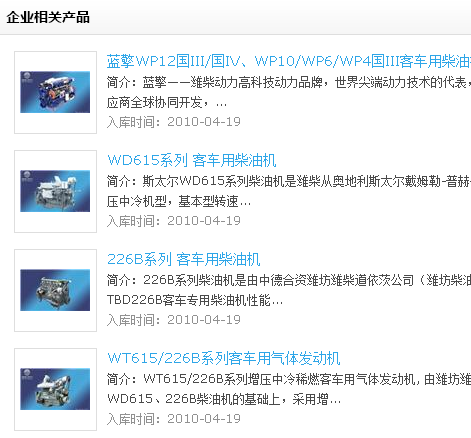 企业相关产品
蓝擎WP12国III/国IV、WP10/WP6/WP4国III客车用柴油
简介：蓝擎——潍柴动力高科技动力品牌，世界尖端动力技术的代表，
应商全球协同开发，...
入库时间：2010-04-19
WD615系列 客车用柴油机
简介：斯太尔WD615系列柴油机是潍柴从奥地利斯太尔戴姆勒-普赫
压中冷机型，基本型转速...
入库时间：2010-04-19
226B系列 客车用柴油机
简介：226B系列柴油机是由中德合资潍坊潍柴道依茨公司（潍坊柴油
TBD226B客车专用柴油机性能...
入库时间：2010-04-19
WT615/226B系列客车用气体发动机
简介：WT615/226B系列增压中冷稀燃客车用气体发动机, 由潍坊潍
WD615、226B柴油机的基础上，采用增...
入库时间：2010-04-19